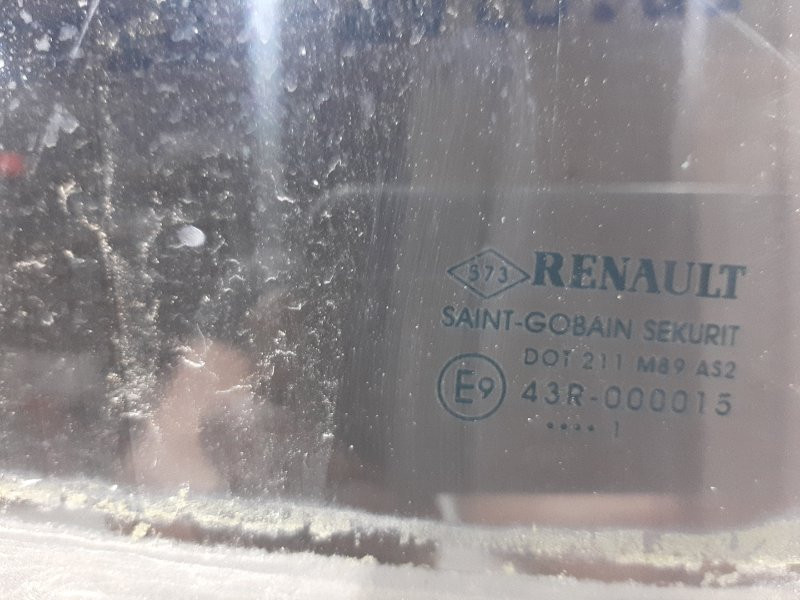 573 RENAULT
SAINT-GOBAIN SEKURIT
DOT 211 M89 AS2
E9 43R-000015
•••• 1